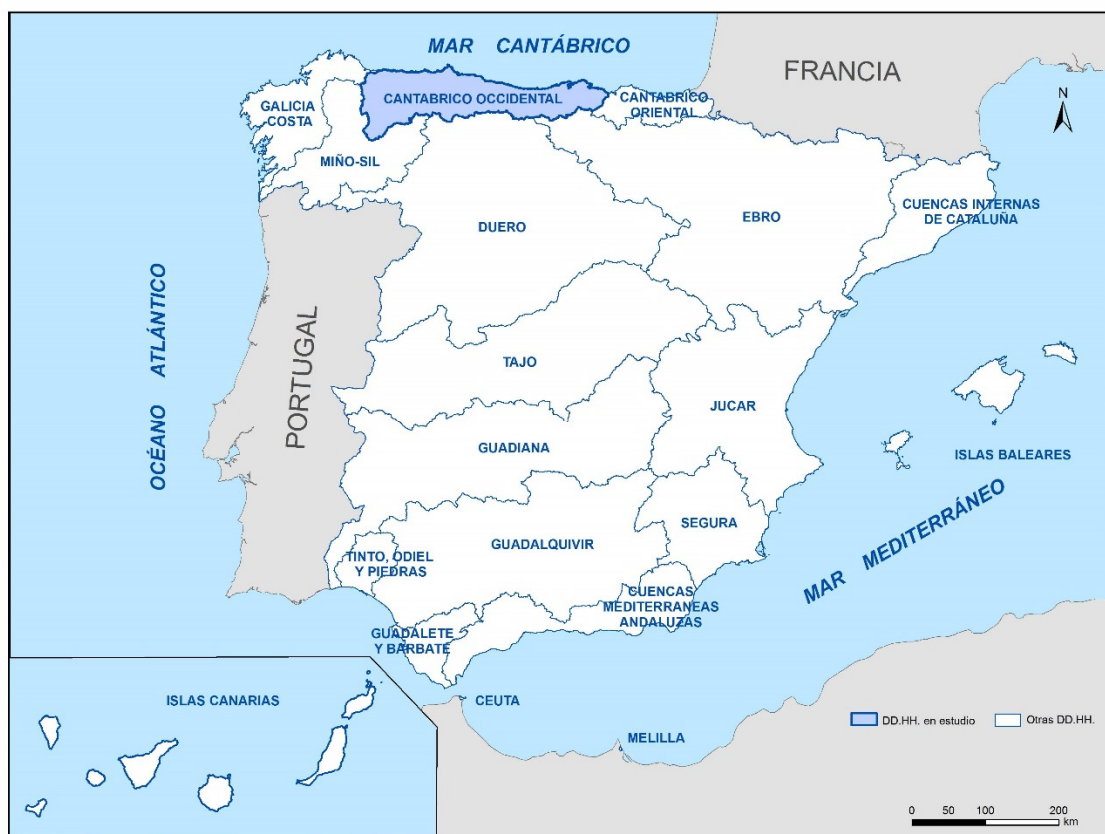 MAR CANTÁBRICO
FRANCIA
N
CANTABRICO OCCIDENTAL
CANTABRICO
ORIENTAL
GALICIA
COSTA
MIÑO-SIL
CUENCAS INTERNAS
DE CATALUÑA
EBRO
DUERO
OCÉANO ATLÁNTICO
PORTUGAL
TAJO
JUCAR
GUADIANA
ISLAS BALEARES
MAR MEDITERRÁNEO
SEGURA
GUADALQUIVIR
TINTO, ODIEL
Y PIEDRAS
CUENCAS
MEDITERRANEAS
ANDALUZAS
GUADALETE
Y BARBATE
ISLAS CANARIAS
CEUTA
MELILLA
DD.HH. en estudio
Otras DD.HH.
0 50 100 200
km